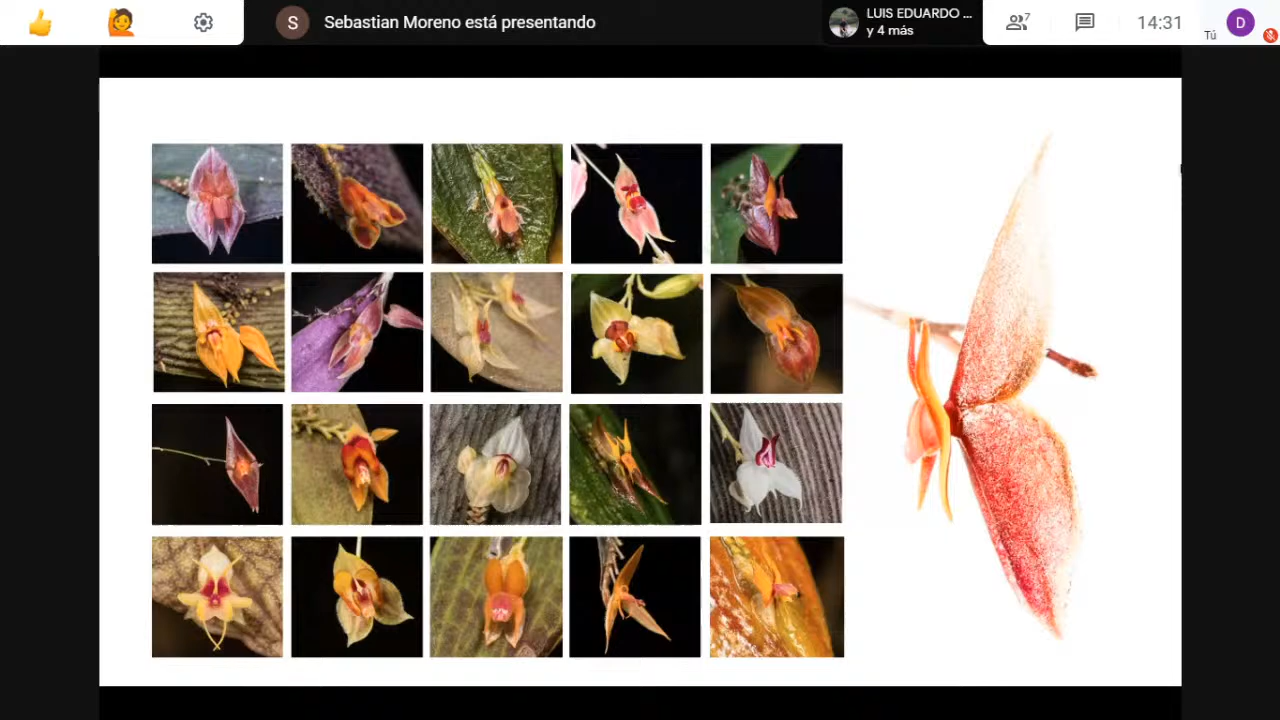 S
Sebastian Moreno está presentando
LUIS EDUARDO ...
y 4 más
7
14:31
Tú
D